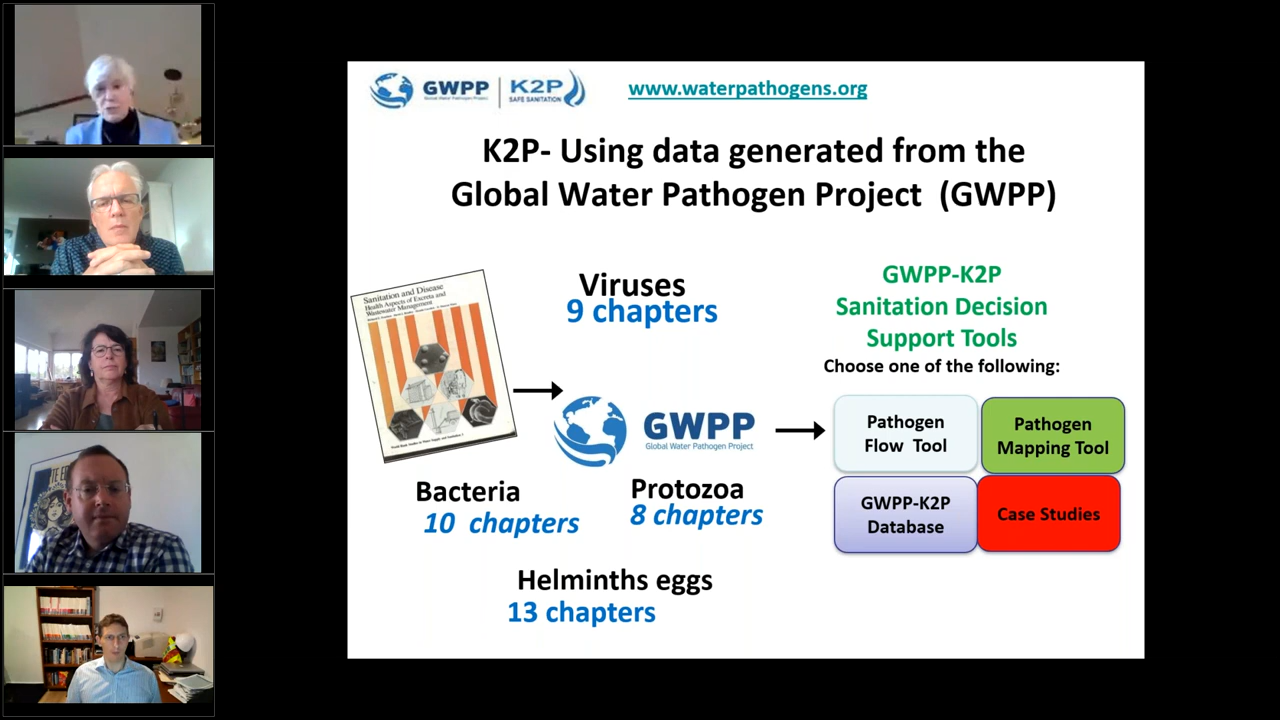 GWPP
Global Water Pathogen Project
K2P
SAFE SANITATION
www.waterpathogens.org
K2P- Using data generated from the
Global Water Pathogen Project (GWPP)
Sanitation and Disease
Health Aspects of Excreta and
Wastewater Management
Viruses
9 chapters
GWPP
Global Water Pathogen Project
Bacteria
10 chapters
Protozoa
8 chapters
Helminths eggs
13 chapters
GWPP-K2P
Sanitation Decision
Support Tools
Choose one of the following:
Pathogen
Flow Tool
Pathogen
Mapping Tool
GWPP-K2P
Database
Case Studies